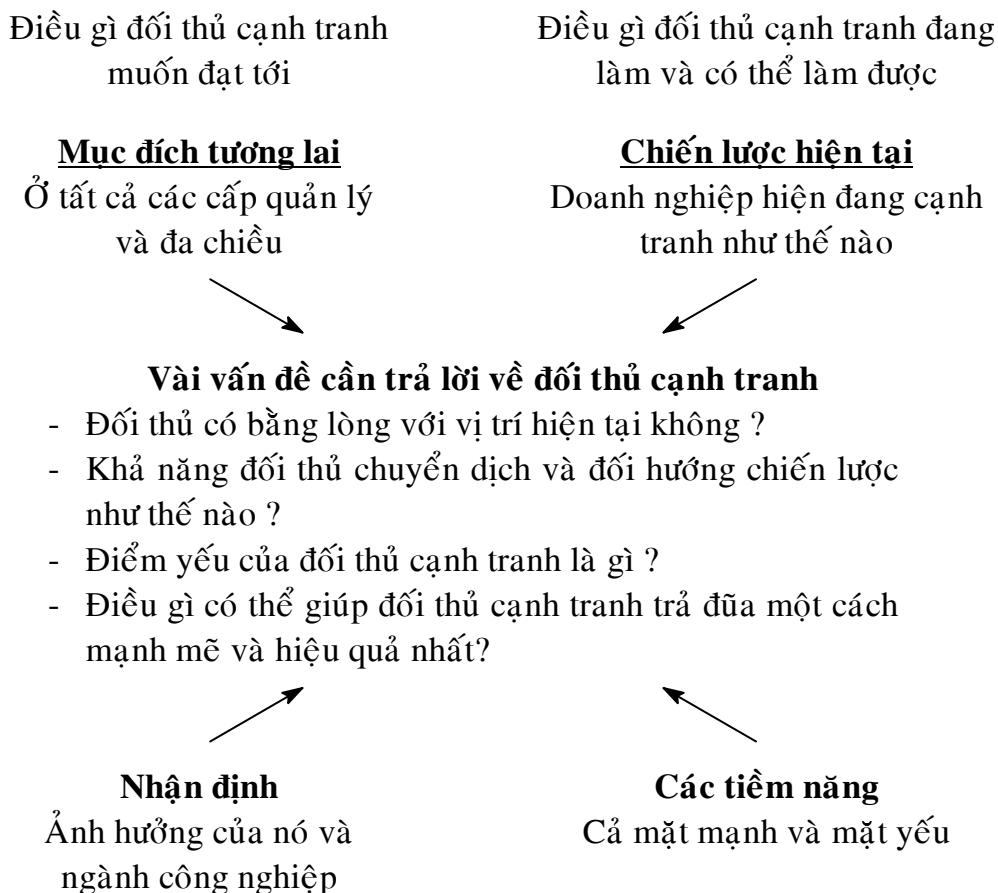 Điều gì đối thủ cạnh tranh
muốn đạt tới
Điều gì đối thủ cạnh tranh đang
làm và có thể làm được
Mục đích tương lai
Ở tất cả các cấp quản lý
và đa chiều
Chiến lược hiện tại
Doanh nghiệp hiện đang cạnh
tranh như thế nào
Vài vấn đề cần trả lời về đối thủ cạnh tranh
- Đối thủ có bằng lòng với vị trí hiện tại không ?
- Khả năng đối thủ chuyển dịch và đối hướng chiến lược
như thế nào ?
- Điểm yếu của đối thủ cạnh tranh là gì ?
- Điều gì có thể giúp đối thủ cạnh tranh trả đũa một cách
mạnh mẽ và hiệu quả nhất?
Nhận định
Ảnh hưởng của nó và
ngành công nghiệp
Các tiềm năng
Cả mặt mạnh và mặt yếu